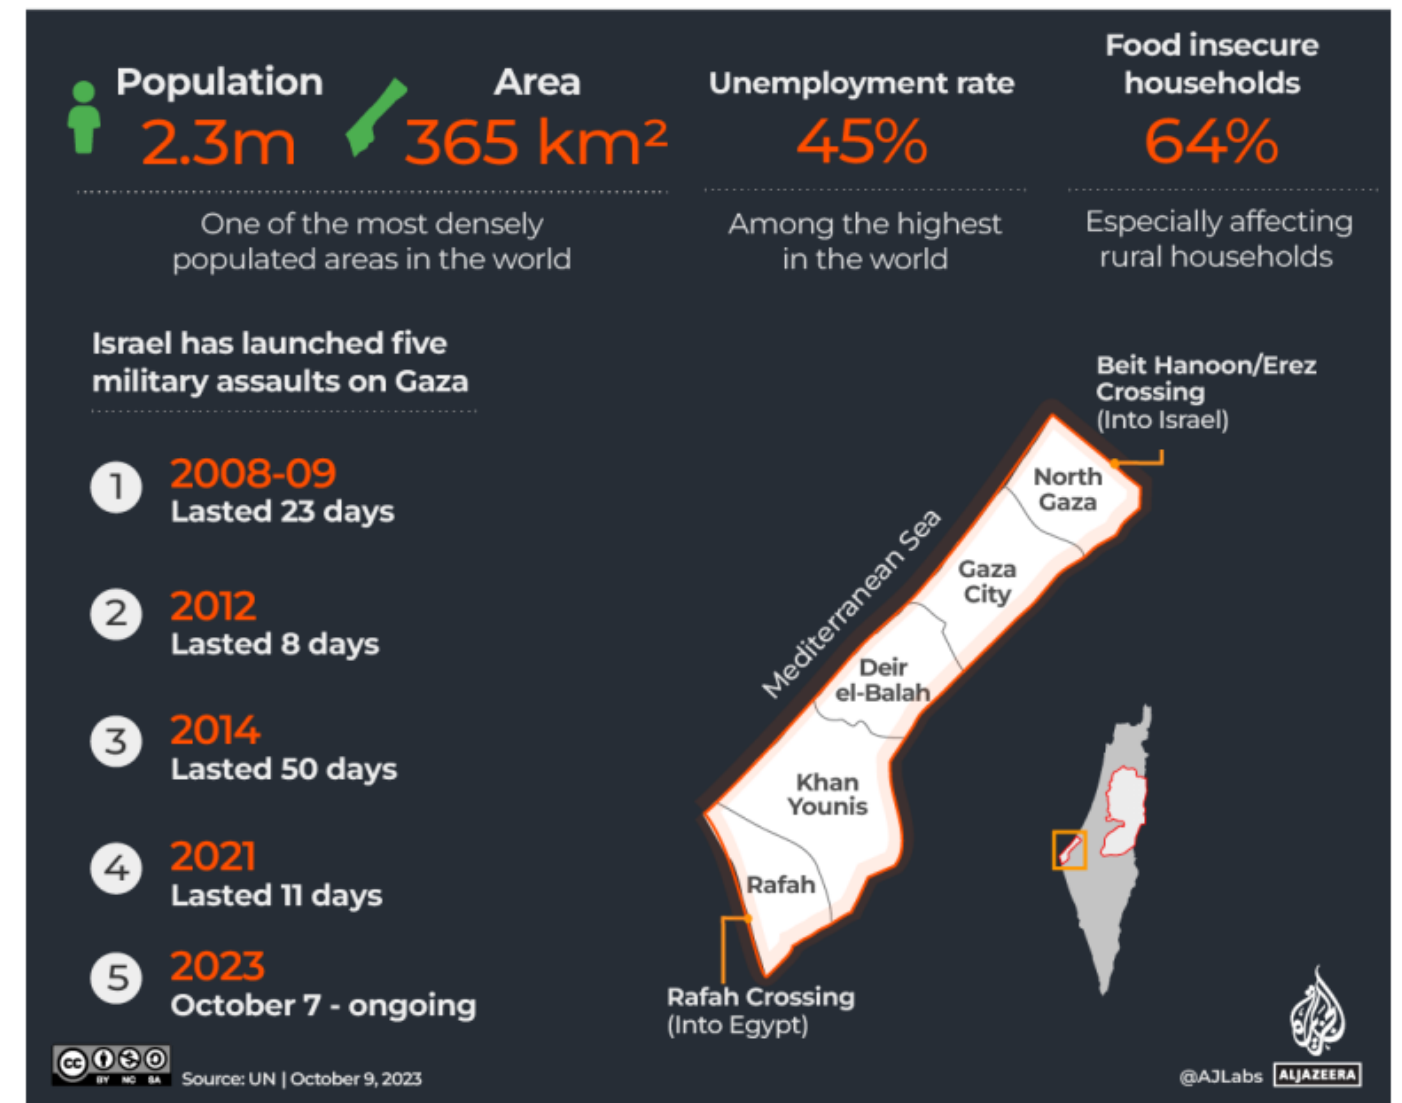 Population
2.3m
Area
365 km²
One of the most densely
populated areas in the world
Unemployment rate
45%
Among the highest
in the world
Food insecure
households
64%
Especially affecting
rural households
Israel has launched five
military assaults on Gaza
1
2008-09
Lasted 23 days
2
2012
Lasted 8 days
3
2014
Lasted 50 days
4
2021
Lasted 11 days
5
2023
October 7 - ongoing
Beit Hanoon/Erez
Crossing
(Into Israel)
North
Gaza
Gaza
City
Mediterranean Sea
Deir
el-Balah
Khan
Younis
Rafah
Rafah Crossing
(Into Egypt)
cc
BY NC SA
Source: UN | October 9, 2023
@AJLabs
الجزيرة
ALJAZEERA